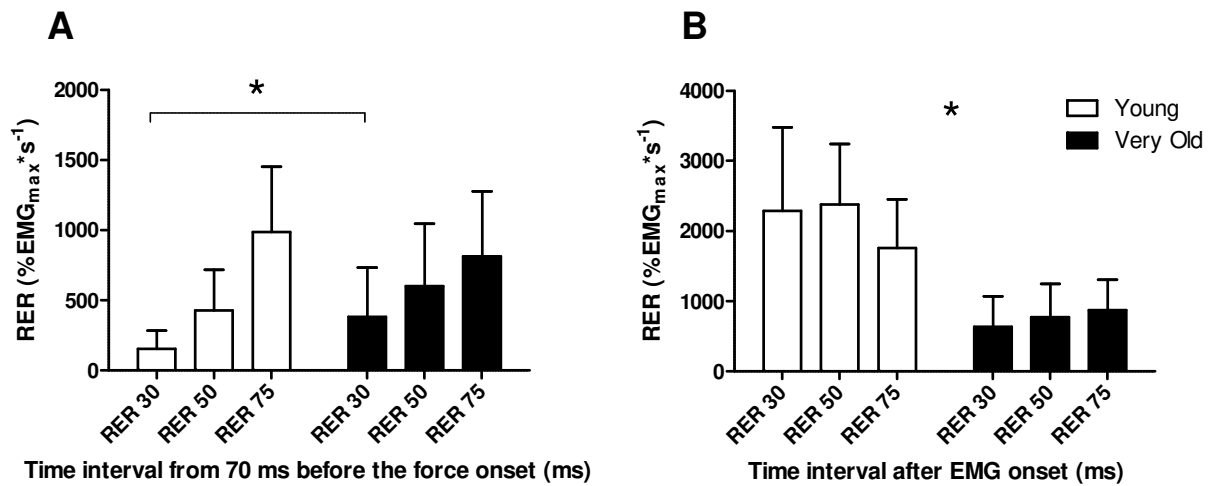 A
RER (%EMGmax*s-1)
2000
1500
1000
500
0
*
RER 30
RER 50
RER 75
RER 30
RER 50
RER 75
Time interval from 70 ms before the force onset (ms)
B
RER (%EMGmax*s-1)
4000
3000
2000
1000
0
*
Young
Very Old
RER 30
RER 50
RER 75
RER 30
RER 50
RER 75
Time interval after EMG onset (ms)